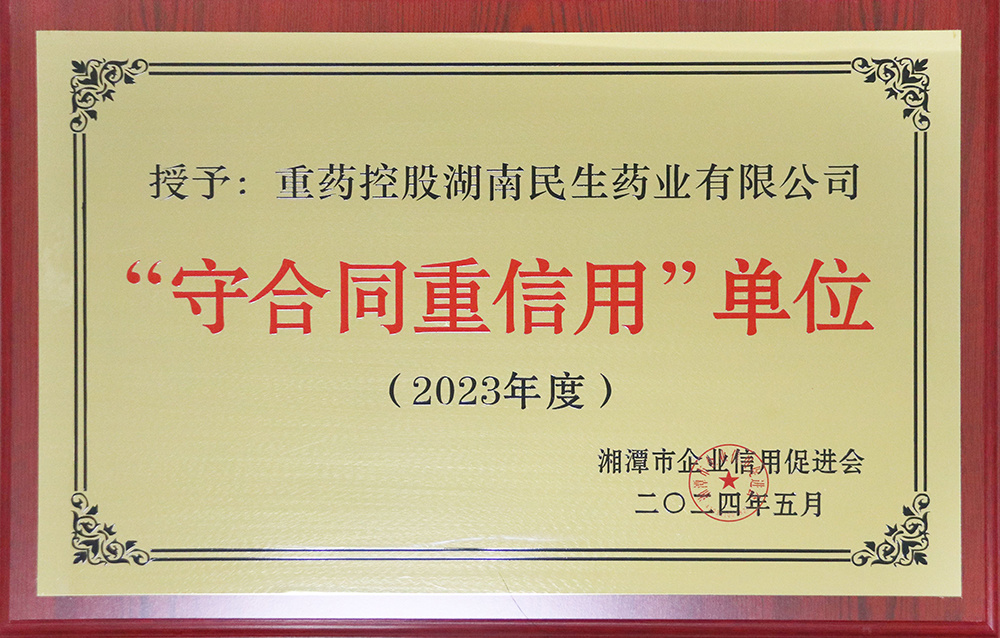 授予：重药控股湖南民生药业有限公司
“守合同重信用”单位
（2023年度）
湘潭市企业信用促进会
二〇二四年五月